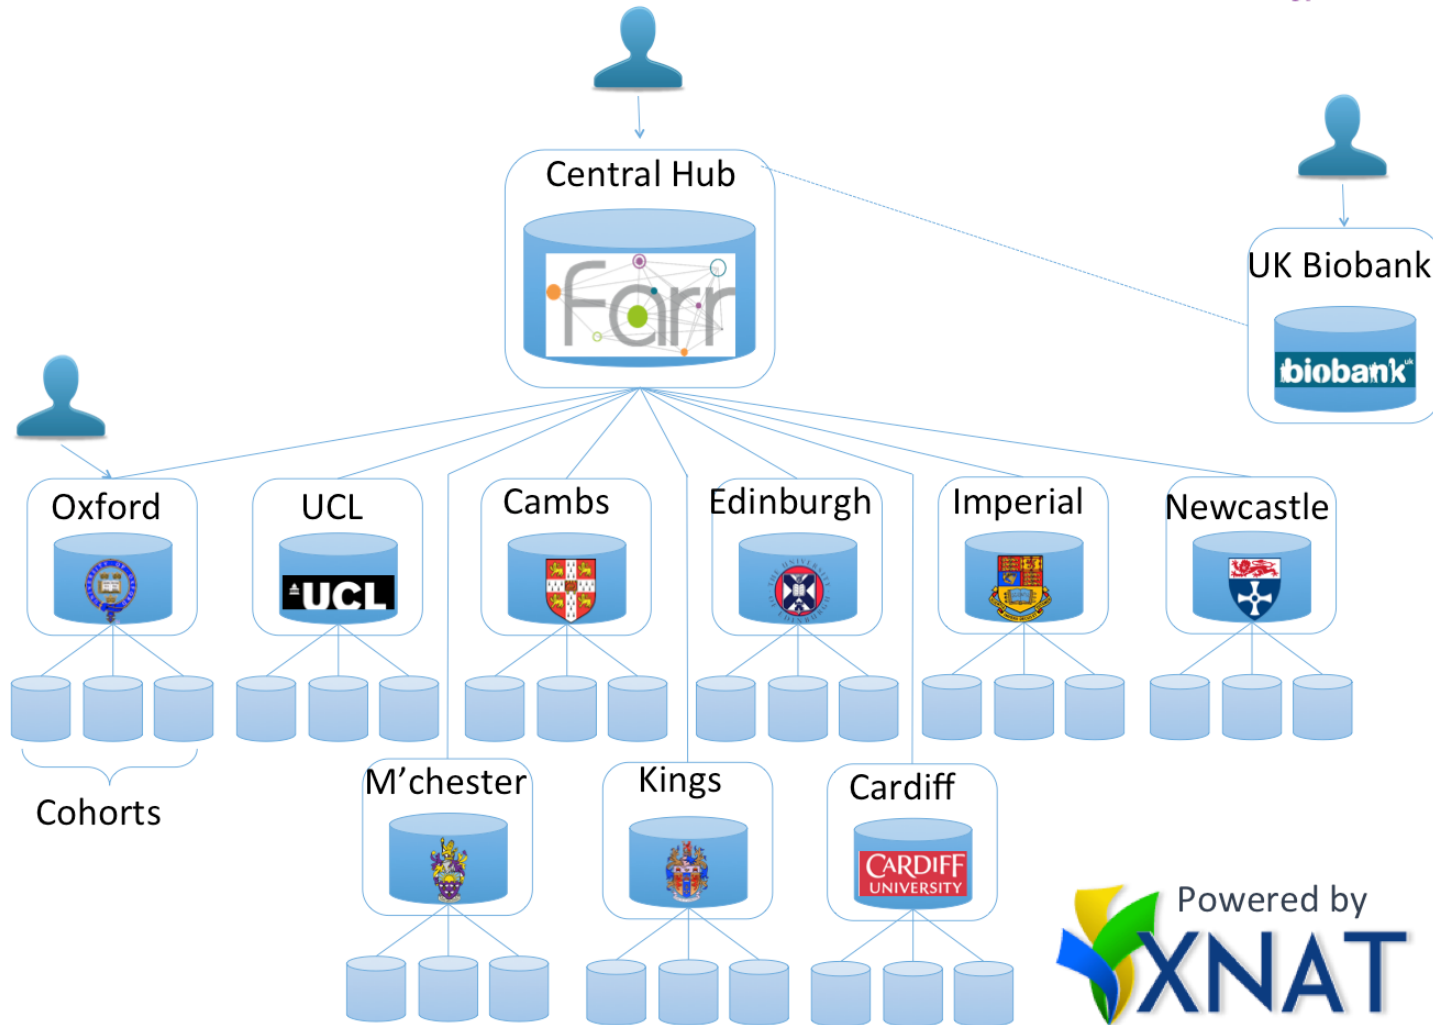 Central Hub
farr
UK Biobank
biobank uk
Oxford
UCL
Cambs
Edinburgh
Imperial
Newcastle
UCL
M'chester
Kings
Cardiff
Cohorts
CARDIFF
UNIVERSITY
Powered by
XNAT